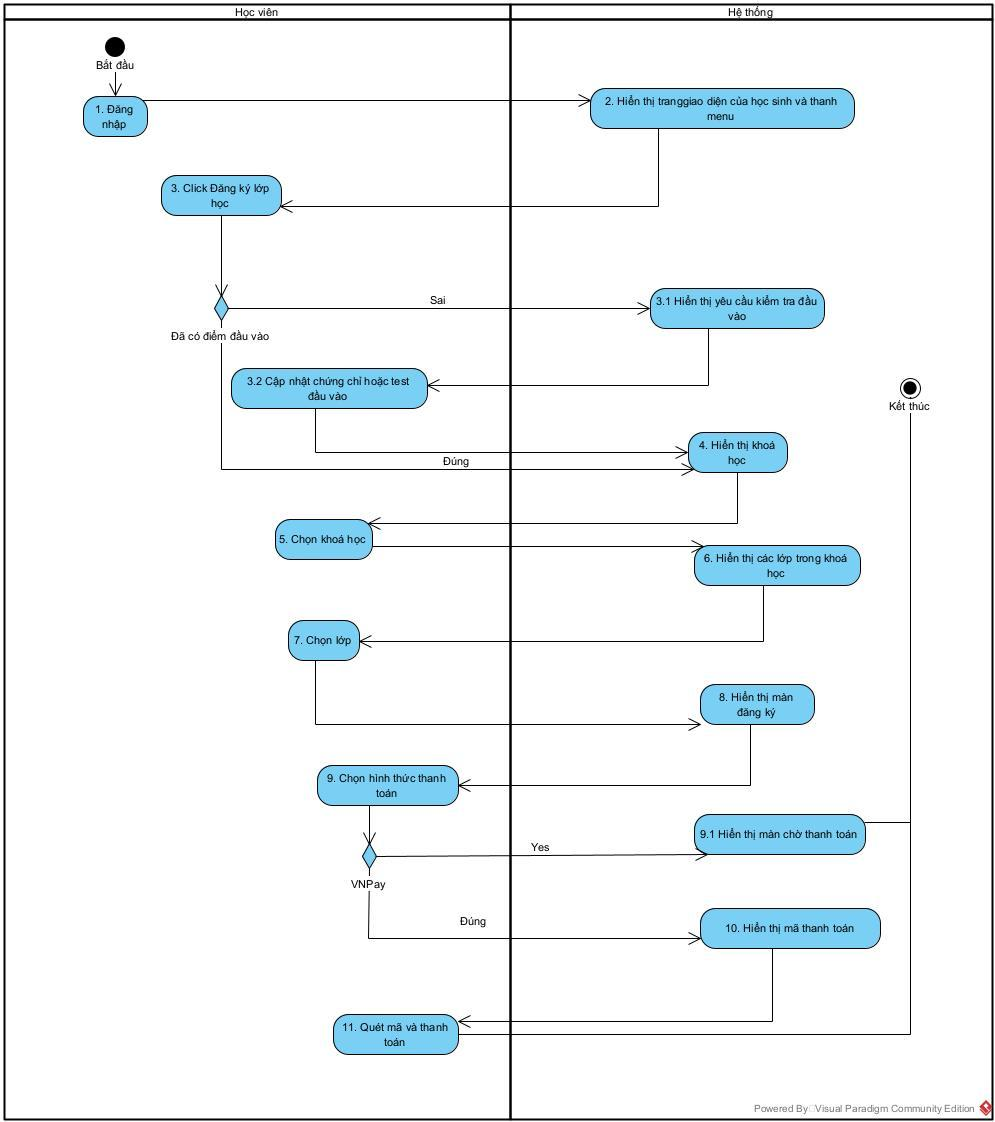 Học viên
Hệ thống
Bắt đầu
1. Đăng
nhập
2. Hiển thị tranggiao diện của học sinh và thanh
menu
3. Click Đăng ký lớp
học
Sai
3.1 Hiển thị yêu cầu kiểm tra đầu
vào
Đã có điểm đầu vào
3.2 Cập nhật chứng chỉ hoặc test
đầu vào
Kết thúc
4. Hiển thị khoá
học
Đúng
5. Chọn khoá học
6. Hiển thị các lớp trong khoá
học
7. Chọn lớp
8. Hiển thị màn
đăng ký
9. Chọn hình thức thanh
toán
9.1 Hiển thị màn chờ thanh toán
Yes
VNPay
Đúng
10. Hiển thị mã thanh toán
11. Quét mã và thanh
toán
Powered By Visual Paradigm Community Edition